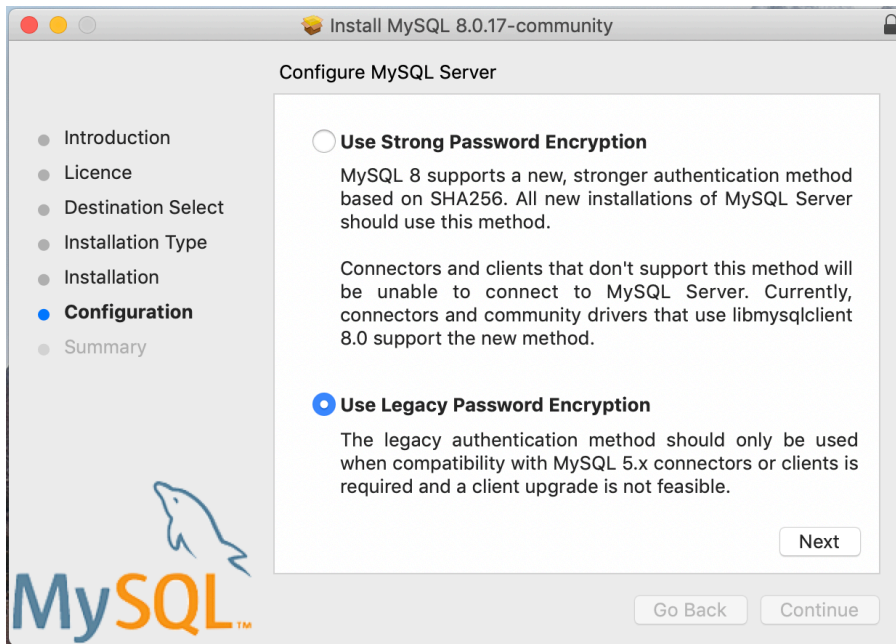 Install MySQL 8.0.17-community
Configure MySQL Server
Introduction
Licence
Destination Select
Installation Type
Installation
Configuration
Summary
Use Strong Password Encryption
MySQL 8 supports a new, stronger authentication method
based on SHA256. All new installations of MySQL Server
should use this method.
Connectors and clients that don't support this method will
be unable to connect to MySQL Server. Currently,
connectors and community drivers that use libmysqlclient
8.0 support the new method.
Use Legacy Password Encryption
The legacy authentication method should only be used
when compatibility with MySQL 5.x connectors or clients is
required and a client upgrade is not feasible.
Next
MySQL™
Go Back
Continue